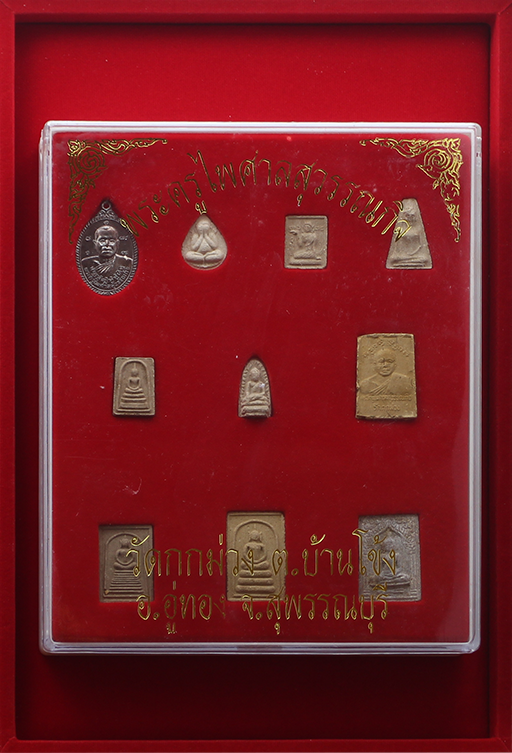 พระครูไพศาลสุวรรณกิจ
วัดกกม่วง ต.บ้านโข้ง
อ.อู่ทอง จ.สุพรรณบุรี